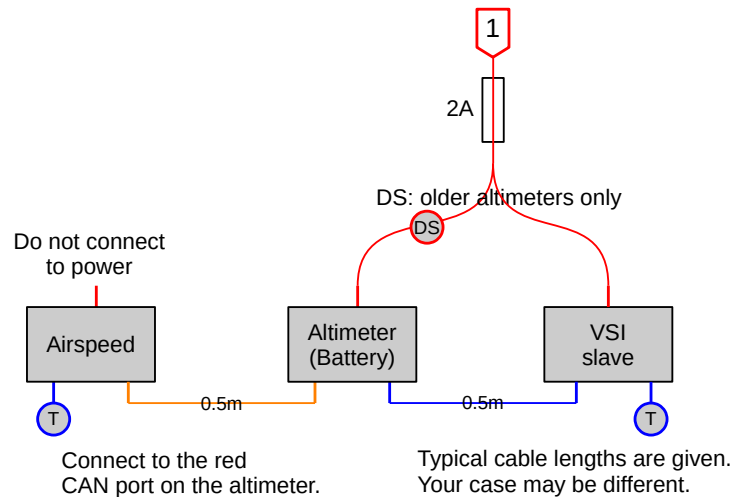 1
2A
DS: older altimeters only
DS
Do not connect
to power
Airspeed
Altimeter
(Battery)
VSI
slave
0.5m
0.5m
T
T
Connect to the red
CAN port on the altimeter.
Typical cable lengths are given.
Your case may be different.